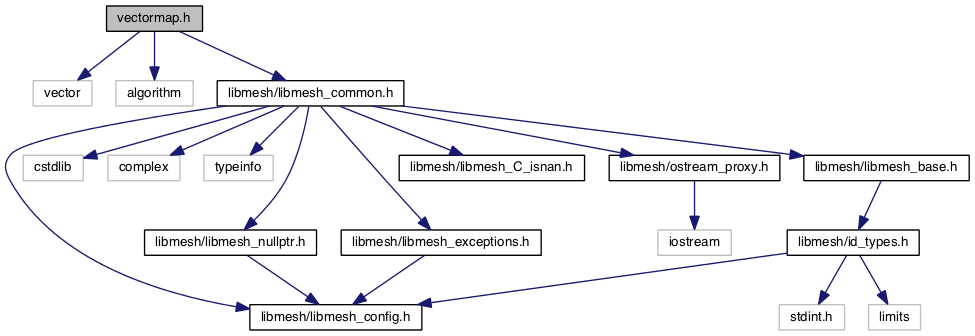 vectormap.h
vector
algorithm
libmesh/libmesh_common.h
cstdlib
complex
typeinfo
libmesh/libmesh_C_isnan.h
libmesh/ostream_proxy.h
libmesh/libmesh_base.h
libmesh/libmesh_nullptr.h
libmesh/libmesh_exceptions.h
iostream
libmesh/id_types.h
libmesh/libmesh_config.h
stdint.h
limits